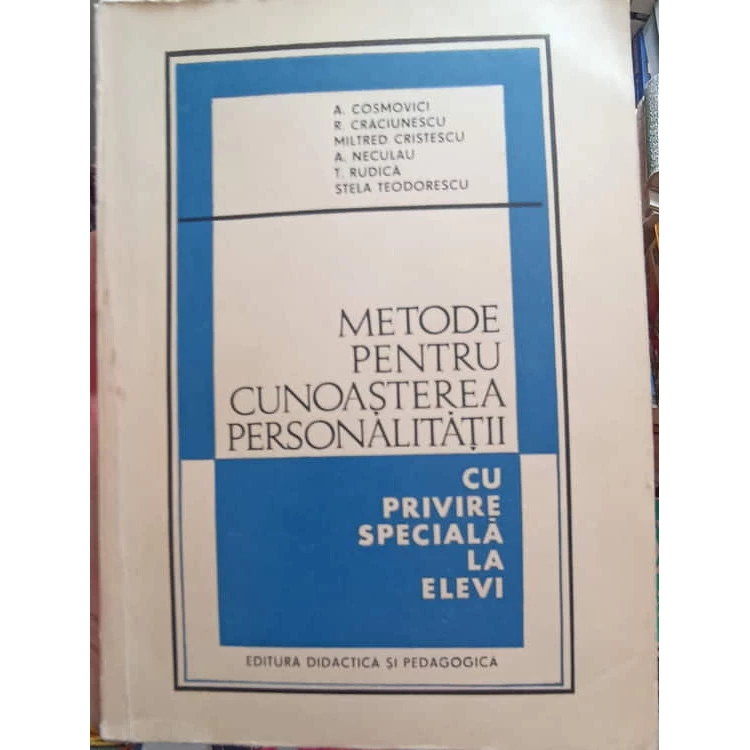 A. COSMOVICI
R. CRĂCIUNESCU
MILTRED CRISTESCU
A. NECULAU
T. RUDICĂ
STELA TEODORESCU
METODE
PENTRU
CUNOAȘTEREA
PERSONALITĂȚII
CU
PRIVIRE
SPECIALĂ
LA
ELEVI
EDITURA DIDACTICĂ ȘI PEDAGOGICĂ